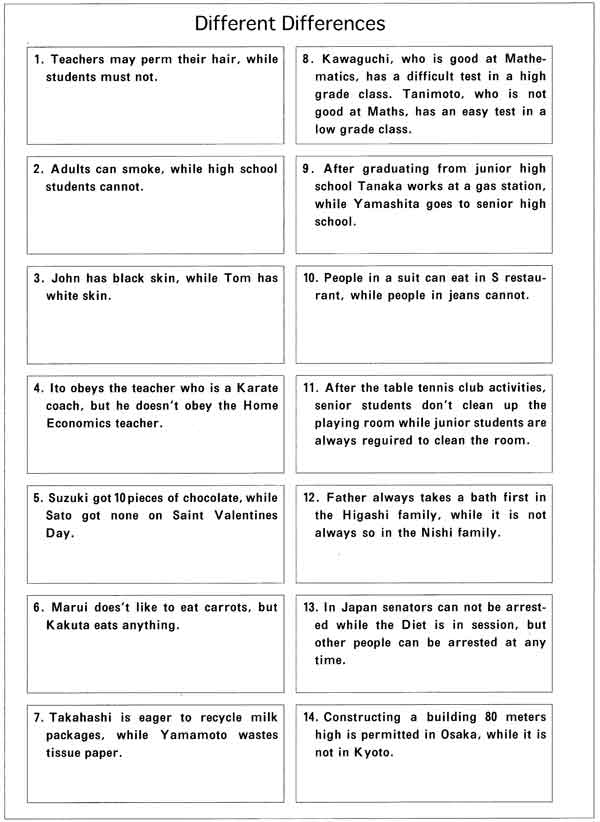 Different Differences
1. Teachers may perm their hair, while
students must not.
2. Adults can smoke, while high school
students cannot.
3. John has black skin, while Tom has
white skin.
4. Ito obeys the teacher who is a Karate
coach, but he doesn't obey the Home
Economics teacher.
5. Suzuki got 10 pieces of chocolate, while
Sato got none on Saint Valentines
Day.
6. Marui does't like to eat carrots, but
Kakuta eats anything.
7. Takahashi is eager to recycle milk
packages, while Yamamoto wastes
tissue paper.
8. Kawaguchi, who is good at Mathe-
matics, has a difficult test in a high
grade class. Tanimoto, who is not
good at Maths, has an easy test in a
low grade class.
9. After graduating from junior high
school Tanaka works at a gas station,
while Yamashita goes to senior high
school.
10. People in a suit can eat in S restau-
rant, while people in jeans cannot.
11. After the table tennis club activities,
senior students don't clean up the
playing room while junior students are
always reguired to clean the room.
12. Father always takes a bath first in
the Higashi family, while it is not
always so in the Nishi family.
13. In Japan senators can not be arrest-
ed while the Diet is in session, but
other people can be arrested at any
time.
14. Constructing a building 80 meters
high is permitted in Osaka, while it is
not in Kyoto.